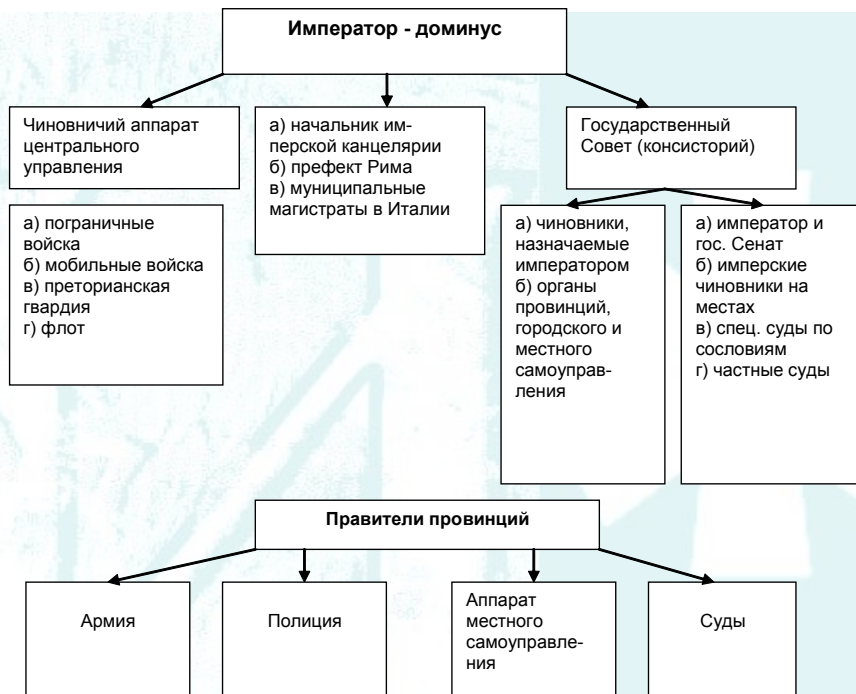 Император - доминус
Чиновничий аппарат
центрального
управления
а) начальник им-
перской канцелярии
б) префект Рима
в) муниципальные
магистраты в Италии
Государственный
Совет (консисторий)
а) пограничные
войска
б) мобильные войска
в) преторианская
гвардия
г) флот
а) чиновники,
назначаемые
императором
б) органы
провинций,
городского и
местного
самоуправ-
ления
а) император и
гос. Сенат
б) имперские
чиновники на
местах
в) спец. суды по
сословиям
г) частные суды
Правители провинций
Армия
Полиция
Аппарат
местного
самоуправле-
ния
Суды